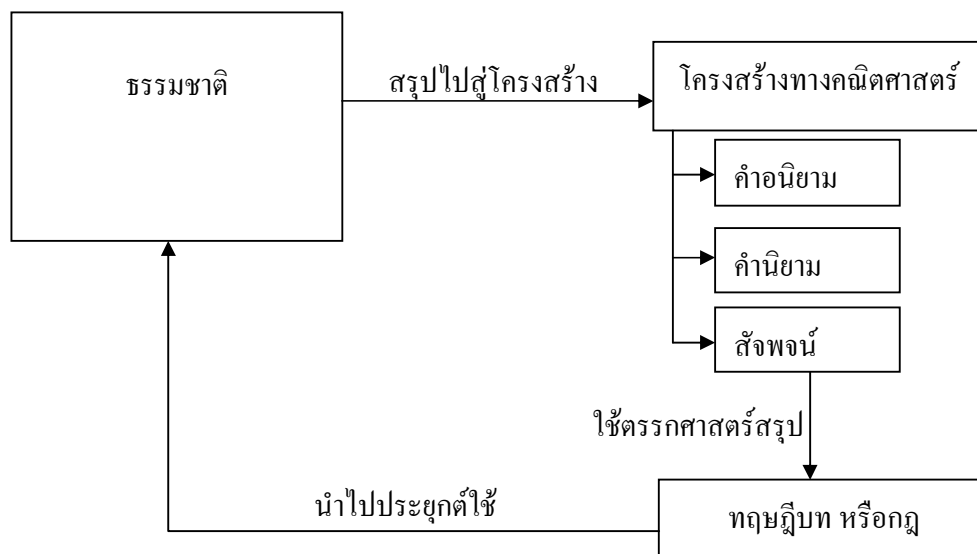 ธรรมชาติ
สรุปไปสู่โครงสร้าง
โครงสร้างทางคณิตศาสตร์
คำอนิยาม
คำนิยาม
สัจพจน์
ใช้ตรรกศาสตร์สรุป
นำไปประยุกต์ใช้
ทฤษฎีบท หรือกฎ